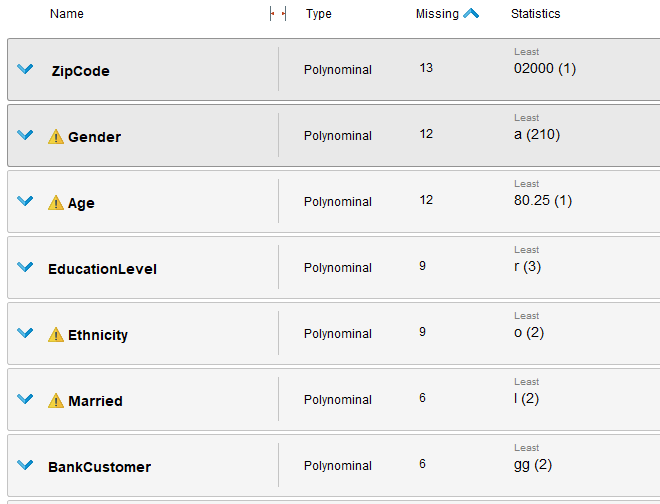 Name Type Missing Statistics
ZipCode Polynominal 13 Least 02000 (1)
Gender Polynominal 12 Least a (210)
Age Polynominal 12 Least 80.25 (1)
EducationLevel Polynominal 9 Least r (3)
Ethnicity Polynominal 9 Least o (2)
Married Polynominal 6 Least l (2)
BankCustomer Polynominal 6 Least gg (2)